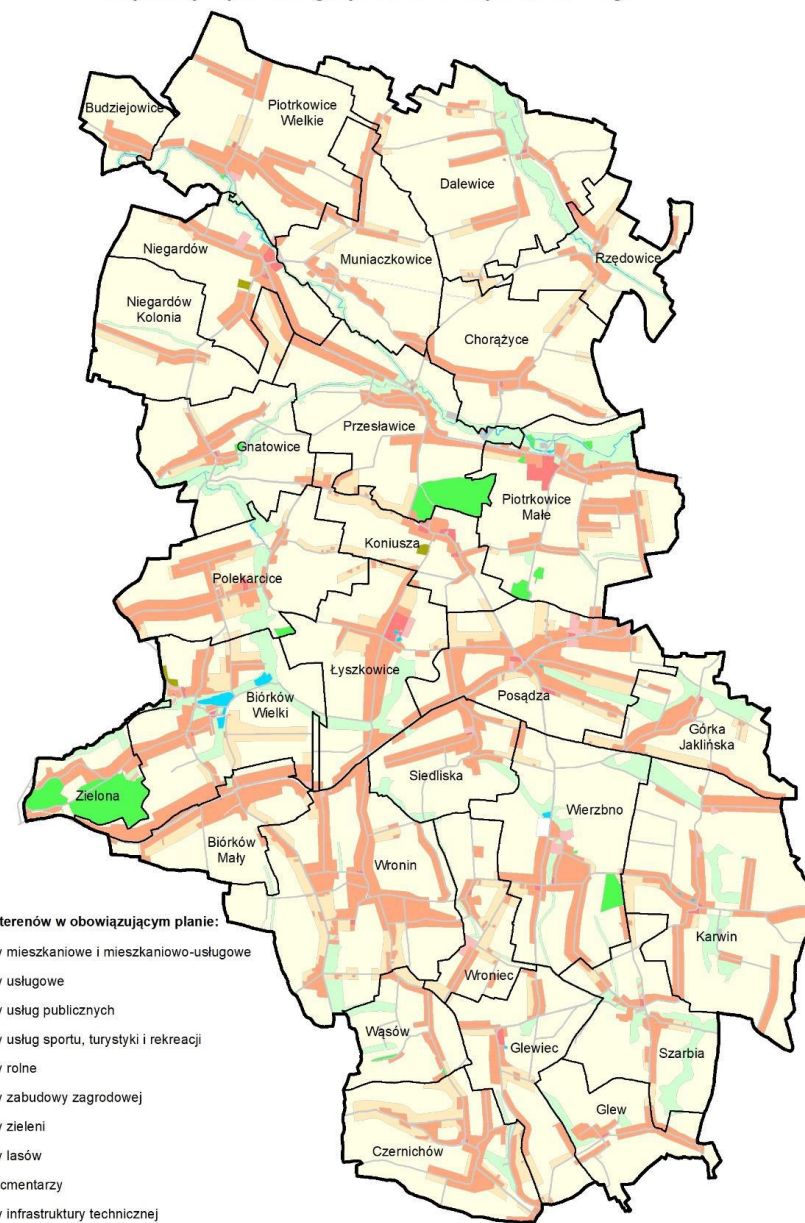 Budziejowice
Piotrkowice
Wielkie
Dalewice
Niegardów
Muniaczkowice
Rzędowice
Niegardów
Kolonia
Chorążyce
Przesławice
Gnatowice
Piotrkowice
Małe
Koniusza
Polekarcice
Łyszkowice
Posądza
Biórków
Wielki
Górka
Jaklińska
Siedliska
Zielona
Wierzbno
Biórków
Mały
Wronin
terenów w obowiązującym planie:
Karwin
y mieszkaniowe i mieszkaniowo-usługowe
Wroniec
y usługowe
y usług publicznych
Wąsów
y usług sportu, turystyki i rekreacji
Glewiec
Szarbia
y rolne
y zabudowy zagrodowej
Glew
y zieleni
Czernichów
y lasów
cmentarzy
y infrastruktury technicznej